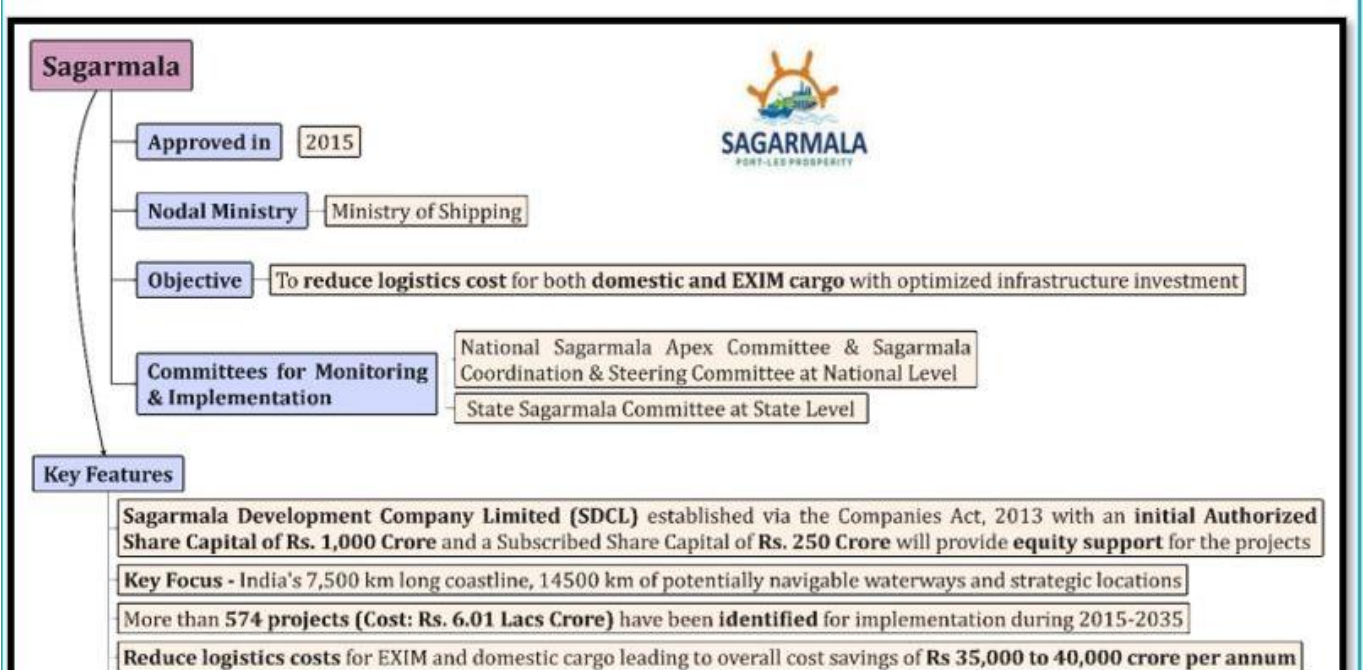 Sagarmala
SAGARMALA
PORT-LED PROSPERITY
Approved in
2015
Nodal Ministry
Ministry of Shipping
Objective
To reduce logistics cost for both domestic and EXIM cargo with optimized infrastructure investment
Committees for Monitoring
& Implementation
National Sagarmala Apex Committee & Sagarmala
Coordination & Steering Committee at National Level
State Sagarmala Committee at State Level
Key Features
Sagarmala Development Company Limited (SDCL) established via the Companies Act, 2013 with an initial Authorized
Share Capital of Rs. 1,000 Crore and a Subscribed Share Capital of Rs. 250 Crore will provide equity support for the projects
Key Focus - India's 7,500 km long coastline, 14500 km of potentially navigable waterways and strategic locations
More than 574 projects (Cost: Rs. 6.01 Lacs Crore) have been identified for implementation during 2015-2035
Reduce logistics costs for EXIM and domestic cargo leading to overall cost savings of Rs 35,000 to 40,000 crore per annum